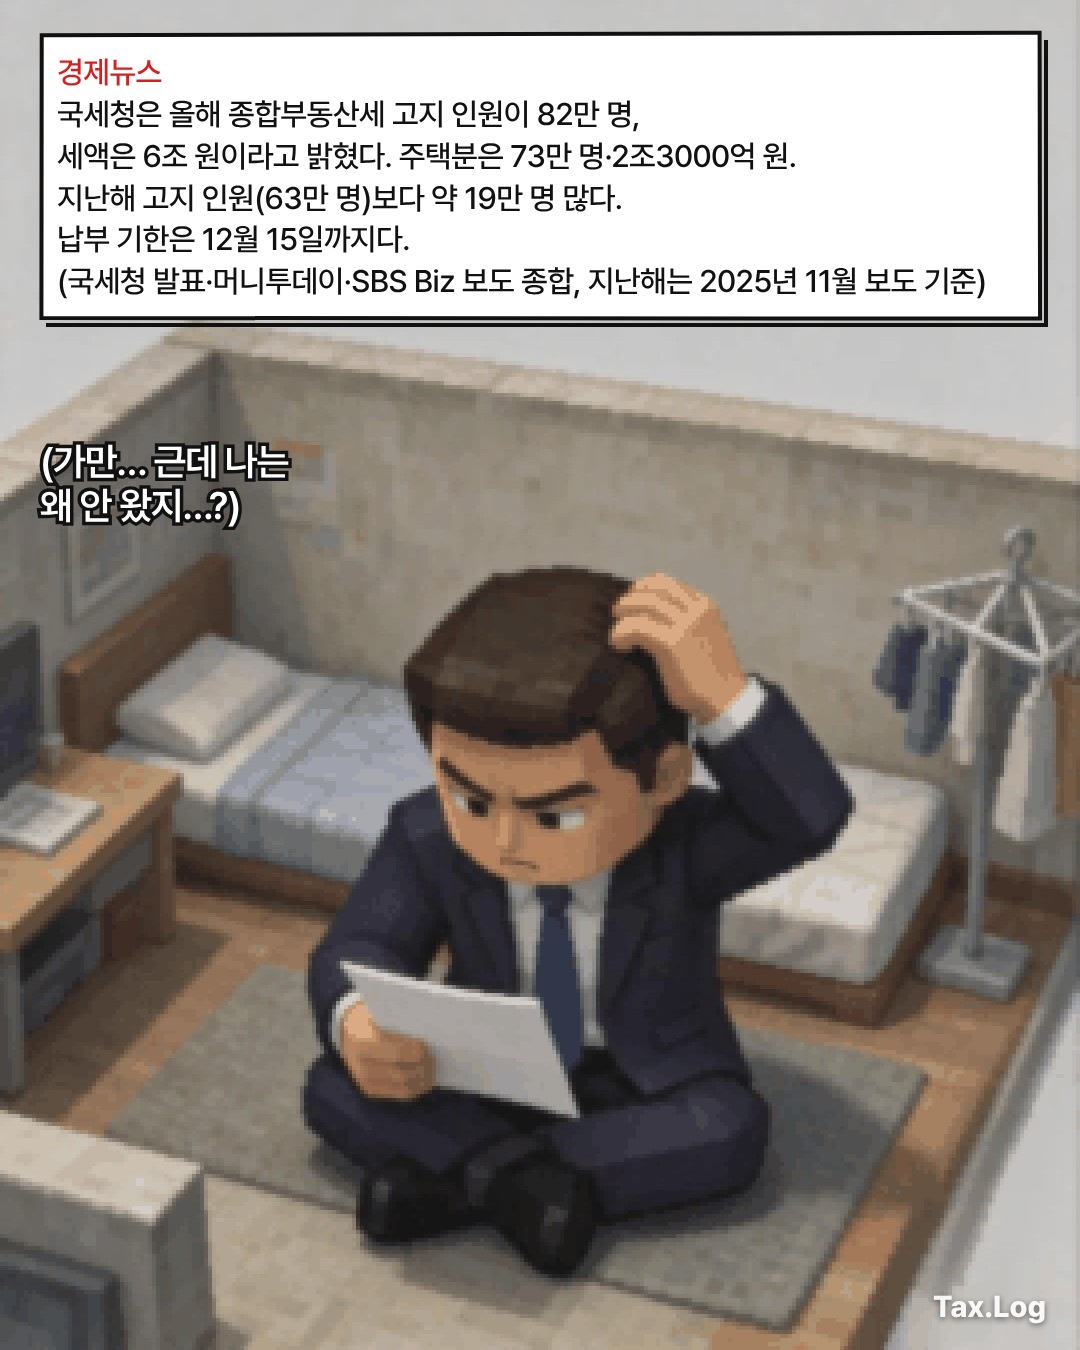 경제뉴스
국세청은 올해 종합부동산세 고지 인원이 82만 명,
세액은 6조 원이라고 밝혔다. 주택분은 73만 명·2조3000억 원.
지난해 고지 인원(63만 명)보다 약 19만 명 많다.
납부 기한은 12월 15일까지다.
(국세청 발표·머니투데이·SBS Biz 보도 종합, 지난해는 2025년 11월 보도 기준)
(가만... 근데 나는
왜 안 왔지...?)
Tax.Log